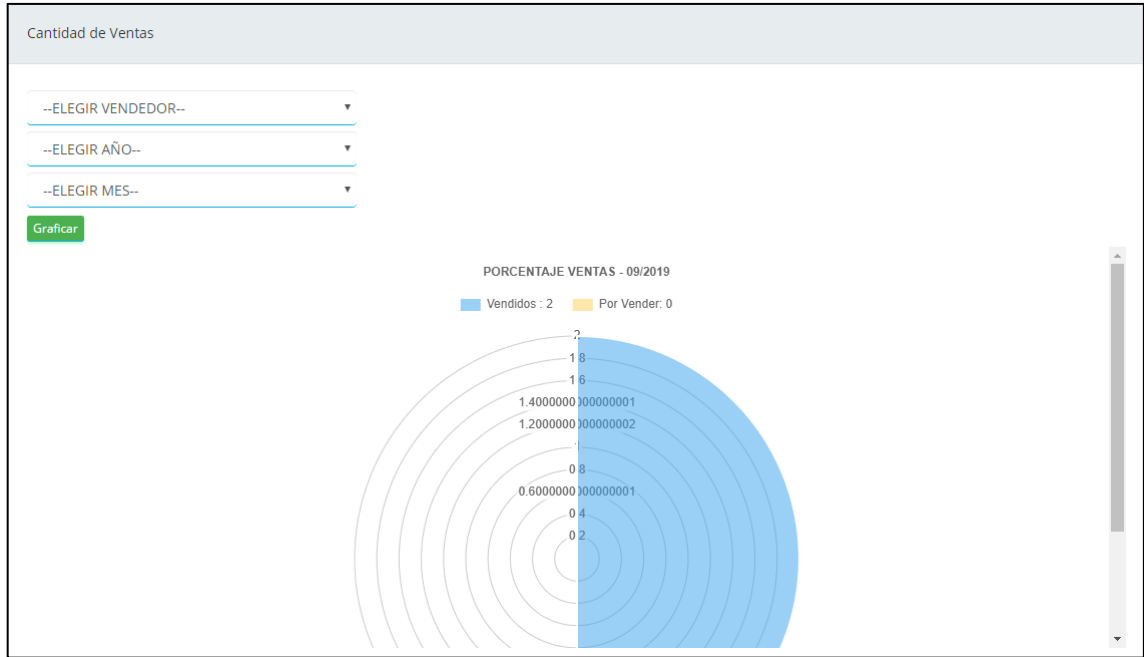 Cantidad de Ventas
--ELEGIR VENDEDOR--
--ELEGIR AÑO--
--ELEGIR MES--
Graficar
PORCENTAJE VENTAS - 09/2019
Vendidos : 2 Por Vender: 0
2
1.8
1.6
1.4000000000000001
1.2000000000000002
1
0.8
0.6000000000000001
0.4
0.2